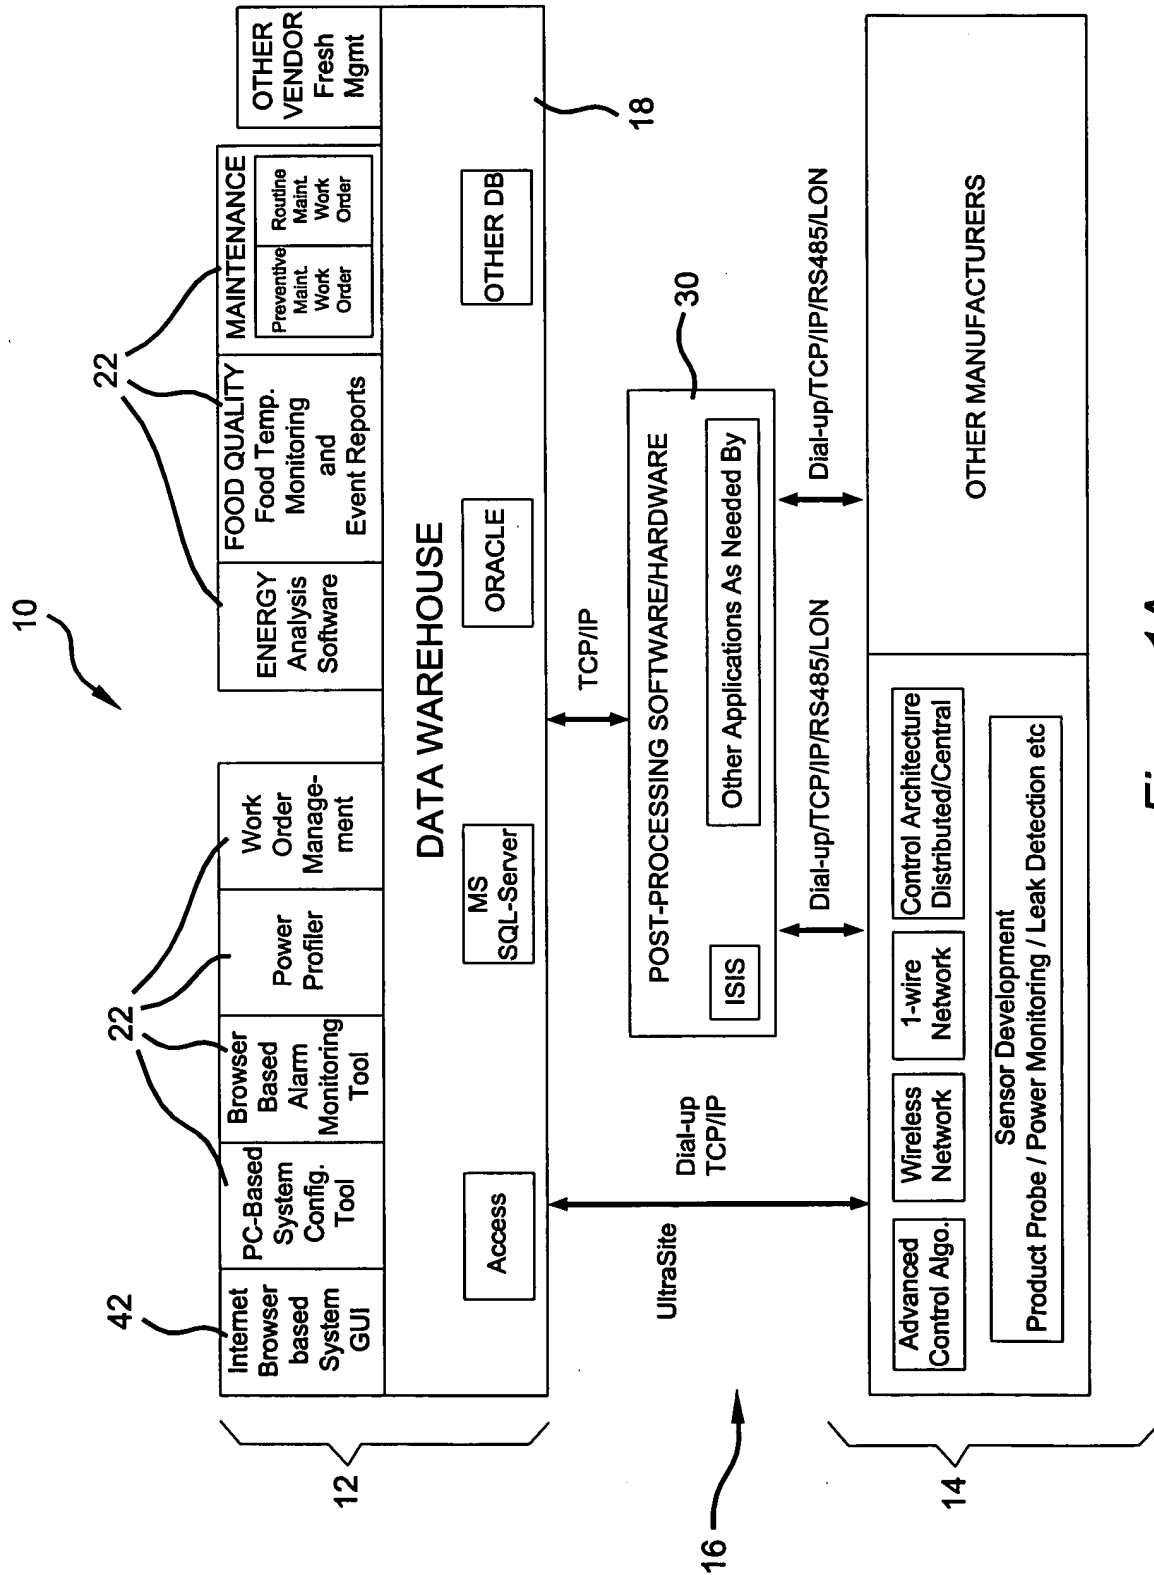 10
22
22
42
Internet
Browser
based
System
GUI
PC-Based
System
Config.
Tool
Browser
Based
Alarm
Monitoring
Tool
Power
Profiler
Work
Order
Manage-
ment
ENERGY
Analysis
Software
FOOD QUALITY
Food Temp.
Monitoring
and
Event Reports
MAINTENANCE
Preventive
Maint.
Work
Order
Routine
Maint.
Work
Order
OTHER
VENDOR
Fresh
Mgmt
12
DATA WAREHOUSE
Access
MS
SQL-Server
ORACLE
OTHER DB
18
UltraSite
Dial-up
TCP/IP
TCP/IP
30
POST-PROCESSING SOFTWARE/HARDWARE
ISIS
Other Applications As Needed By
16
Dial-up/TCP/IP/RS485/LON
Dial-up/TCP/IP/RS485/LON
14
Advanced
Control Algo.
Wireless
Network
1-wire
Network
Control Architecture
Distributed/Central
Sensor Development
Product Probe / Power Monitoring / Leak Detection etc
OTHER MANUFACTURERS